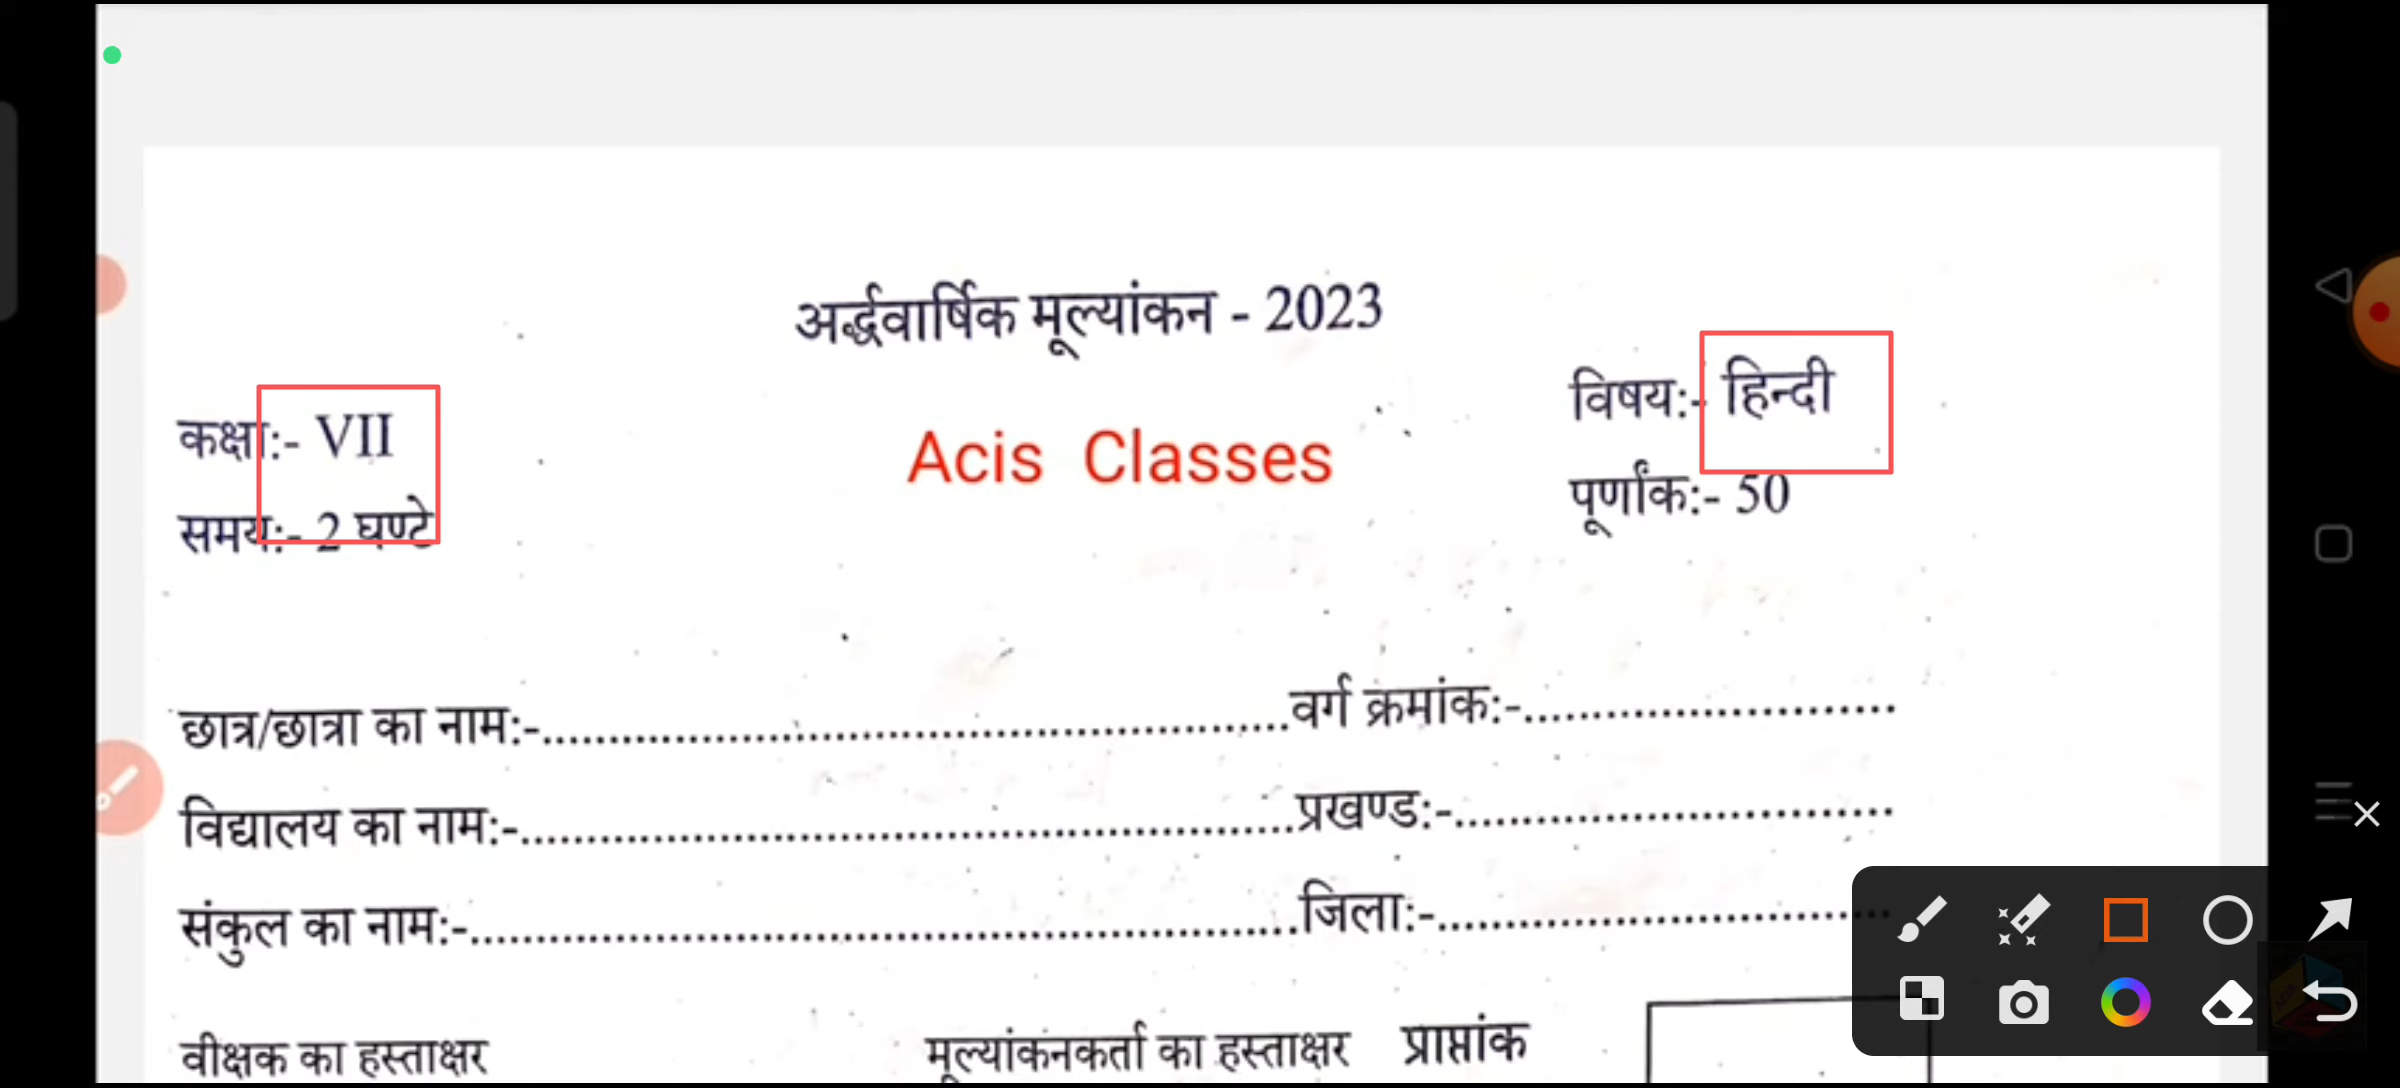 अर्द्धवार्षिक मूल्यांकन - 2023
कक्षा:- VII
विषय:- हिन्दी
Acis Classes
समय:- 2 घण्टे
पूर्णांक:- 50
छात्र/छात्रा का नाम:-..........................................................वर्ग क्रमांक:-............................
विद्यालय का नाम:-..........................................................प्रखण्ड:-.................................
संकुल का नाम:-..............................................................जिला:-..................................
वीक्षक का हस्ताक्षर मूल्यांकनकर्ता का हस्ताक्षर प्राप्तांक